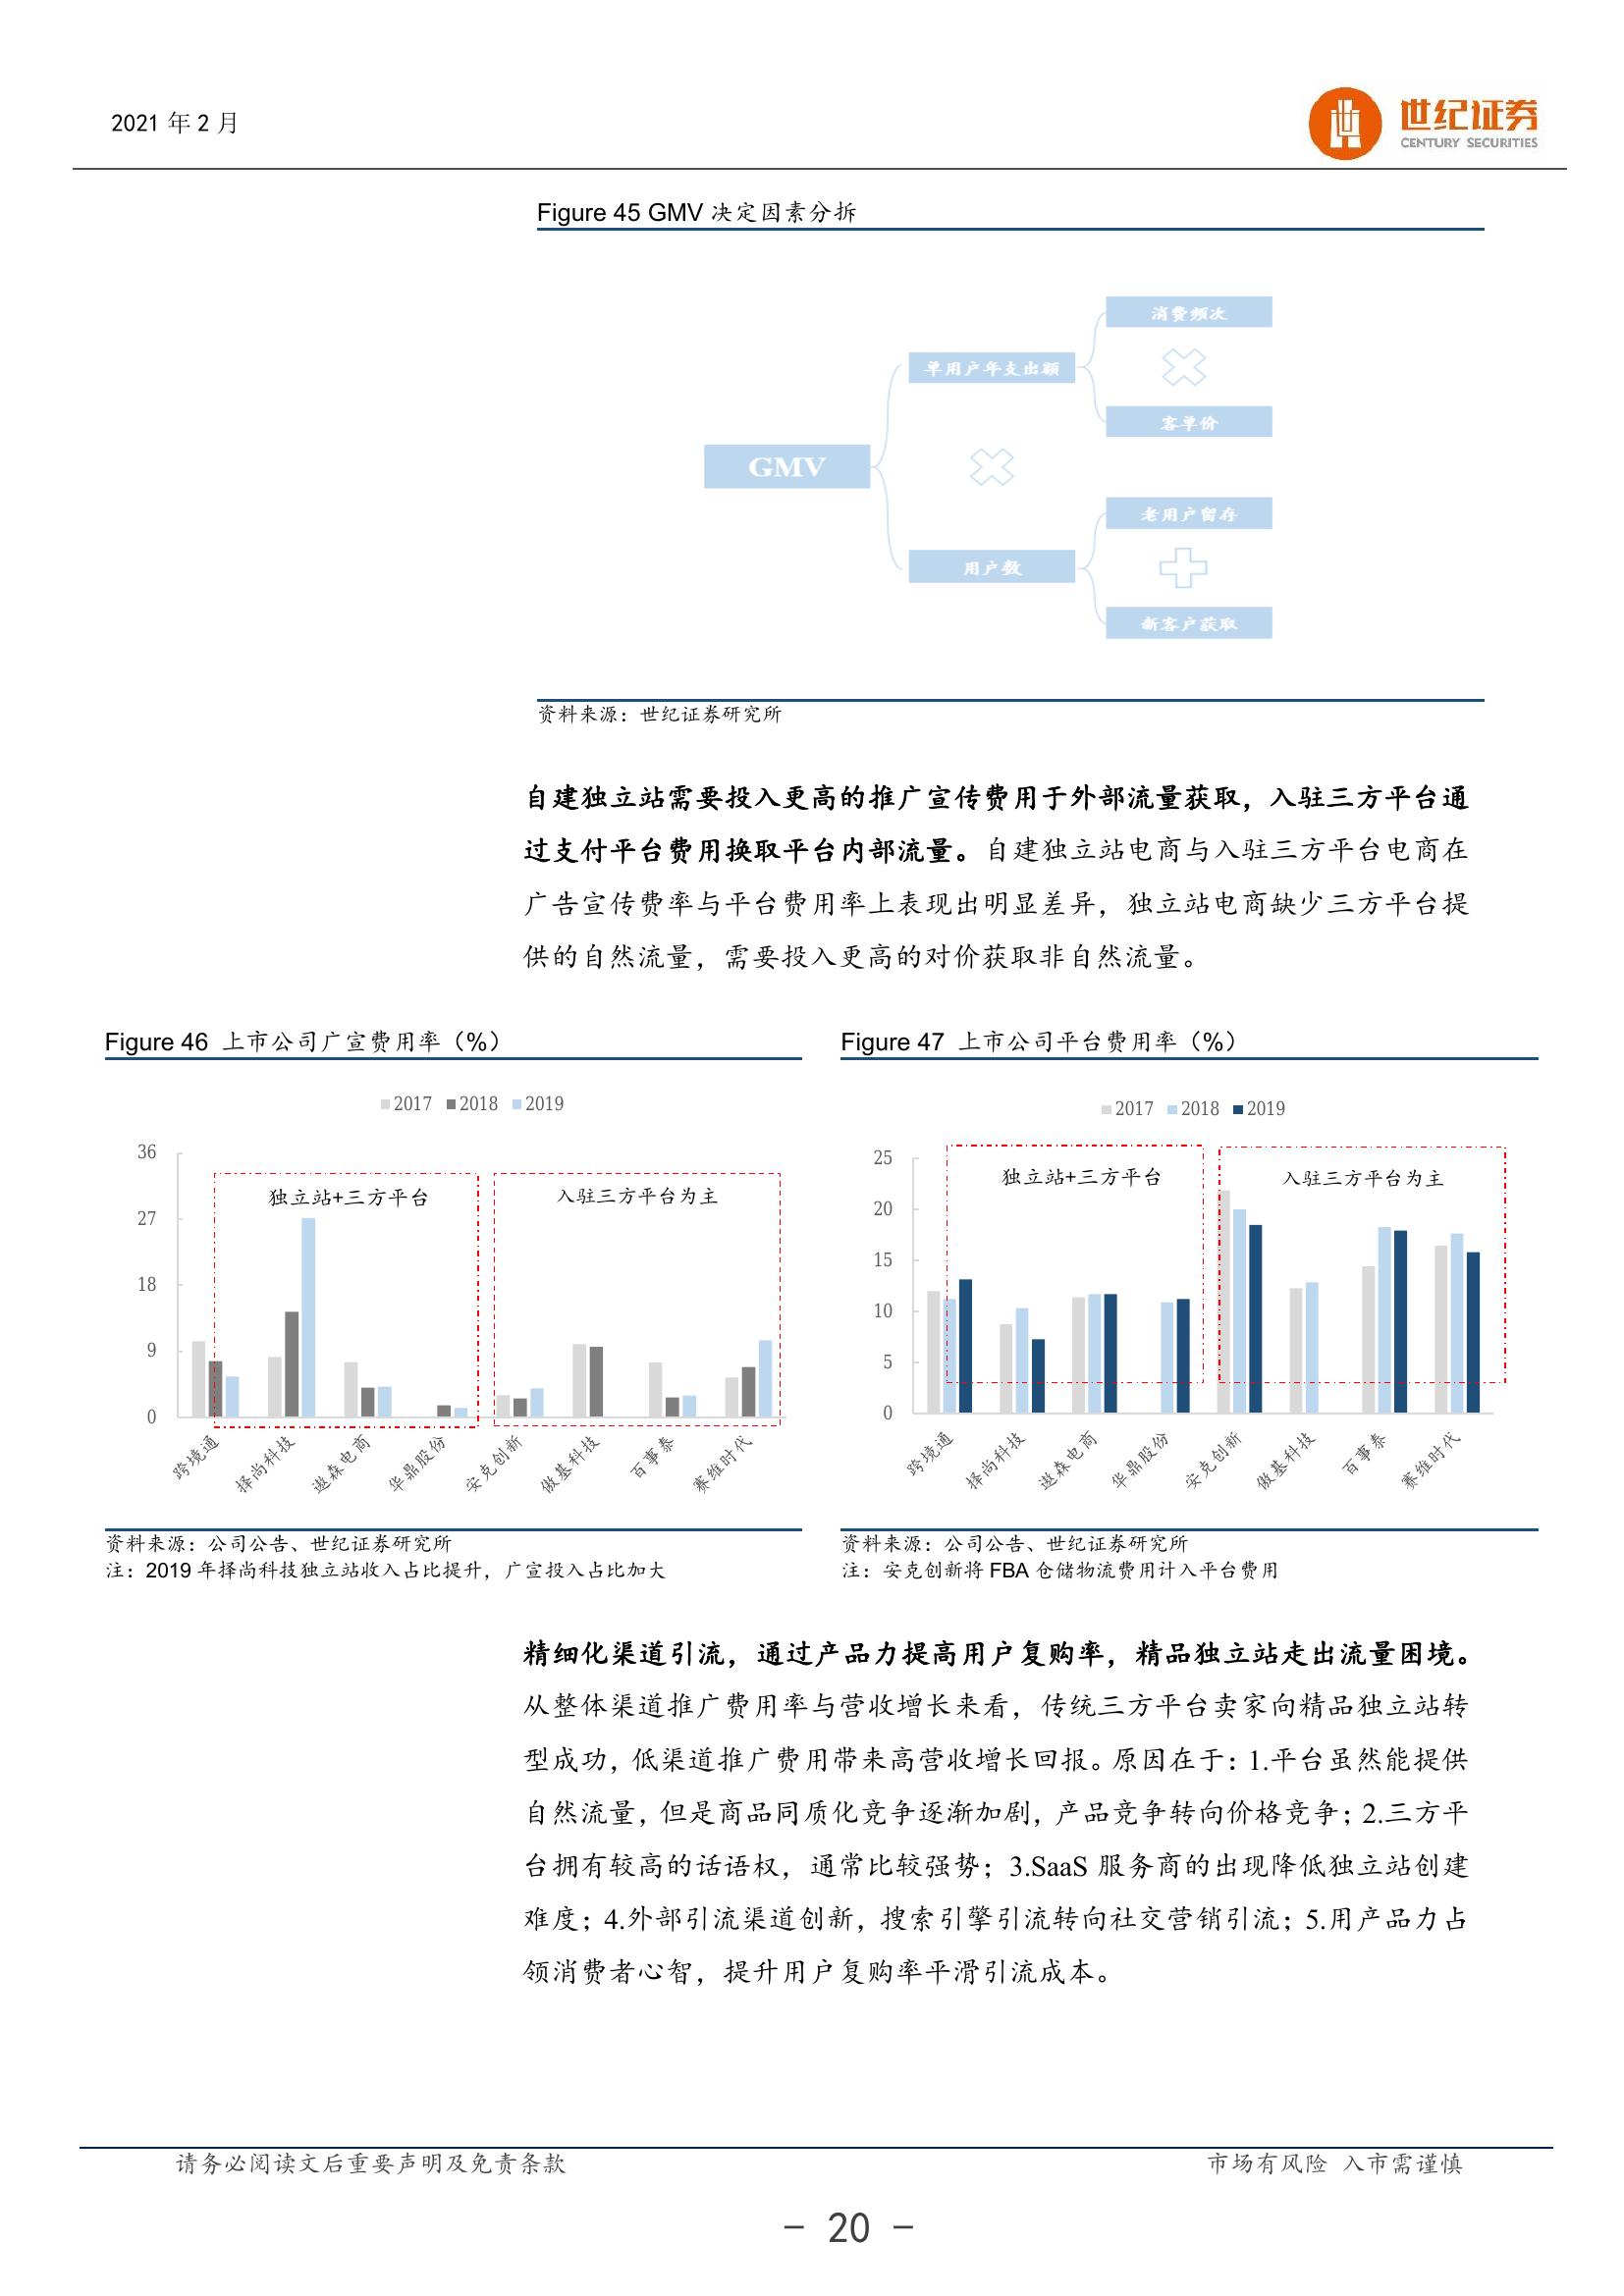 2021 年 2 月
世纪证券
CENTURY SECURITIES
Figure 45 GMV 决定因素分拆
消费频次
单用户年支出额
客单价
GMV
老用户留存
用户数
新客户获取
资料来源：世纪证券研究所
自建独立站需要投入更高的推广宣传费用于外部流量获取，入驻三方平台通
过支付平台费用换取平台内部流量。自建独立站电商与入驻三方平台电商在
广告宣传费率与平台费用率上表现出明显差异，独立站电商缺少三方平台提
供的自然流量，需要投入更高的对价获取非自然流量。
Figure 46 上市公司广宣费用率（%）
2017 2018 2019
36
27
18
9
0
独立站+三方平台
入驻三方平台为主
跨境通
择尚科技
遨森电商
华鼎股份
安克创新
傲基科技
百事泰
赛维时代
资料来源：公司公告、世纪证券研究所
注：2019 年择尚科技独立站收入占比提升，广宣投入占比加大
Figure 47 上市公司平台费用率（%）
2017 2018 2019
25
20
15
10
5
0
独立站+三方平台
入驻三方平台为主
跨境通
择尚科技
遨森电商
华鼎股份
安克创新
傲基科技
百事泰
赛维时代
资料来源：公司公告、世纪证券研究所
注：安克创新将 FBA 仓储物流费用计入平台费用
精细化渠道引流，通过产品力提高用户复购率，精品独立站走出流量困境。
从整体渠道推广费用率与营收增长来看，传统三方平台卖家向精品独立站转
型成功，低渠道推广费用带来高营收增长回报。原因在于：1.平台虽然能提供
自然流量，但是商品同质化竞争逐渐加剧，产品竞争转向价格竞争；2.三方平
台拥有较高的话语权，通常比较强势；3.SaaS 服务商的出现降低独立站创建
难度；4.外部引流渠道创新，搜索引擎引流转向社交营销引流；5.用产品力占
领消费者心智，提升用户复购率平滑引流成本。
请务必阅读文后重要声明及免责条款
市场有风险 入市需谨慎
- 20 -